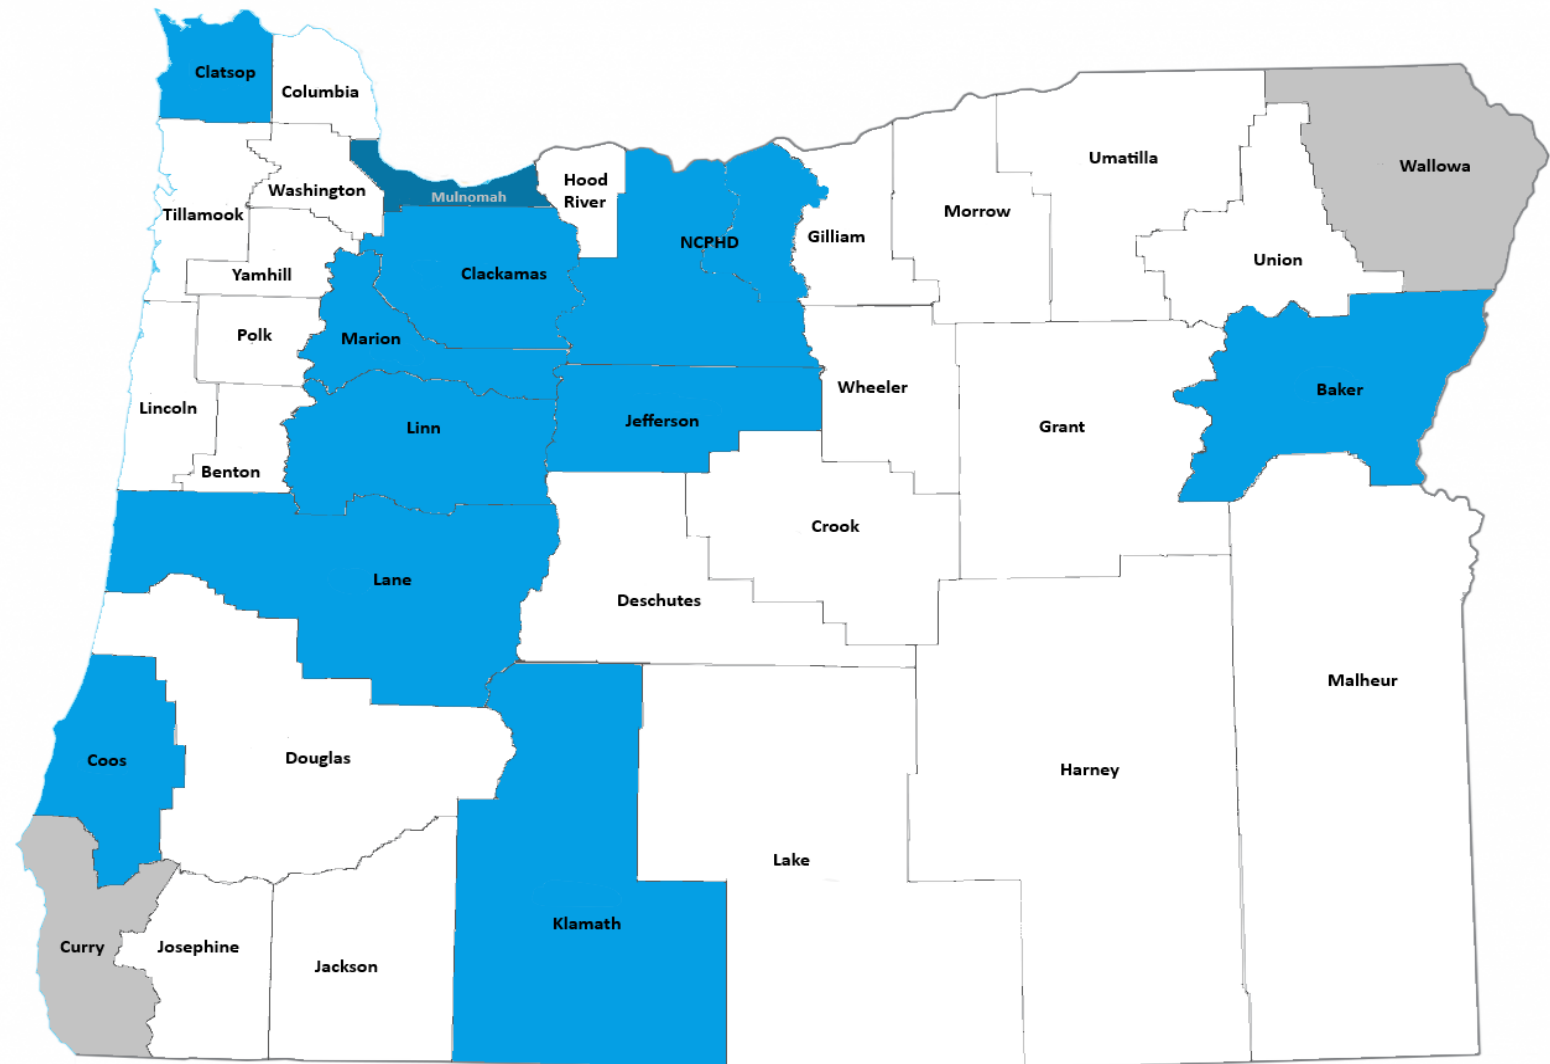 Clatsop
Columbia
Umatilla
Wallowa
Hood
River
Washington
Mulnomah
Tillamook
Morrow
Gilliam
NCPHD
Union
Yamhill
Clackamas
Polk
Marion
Wheeler
Baker
Lincoln
Linn
Jefferson
Grant
Benton
Crook
Lane
Deschutes
Malheur
Coos
Douglas
Harney
Lake
Klamath
Curry
Josephine
Jackson